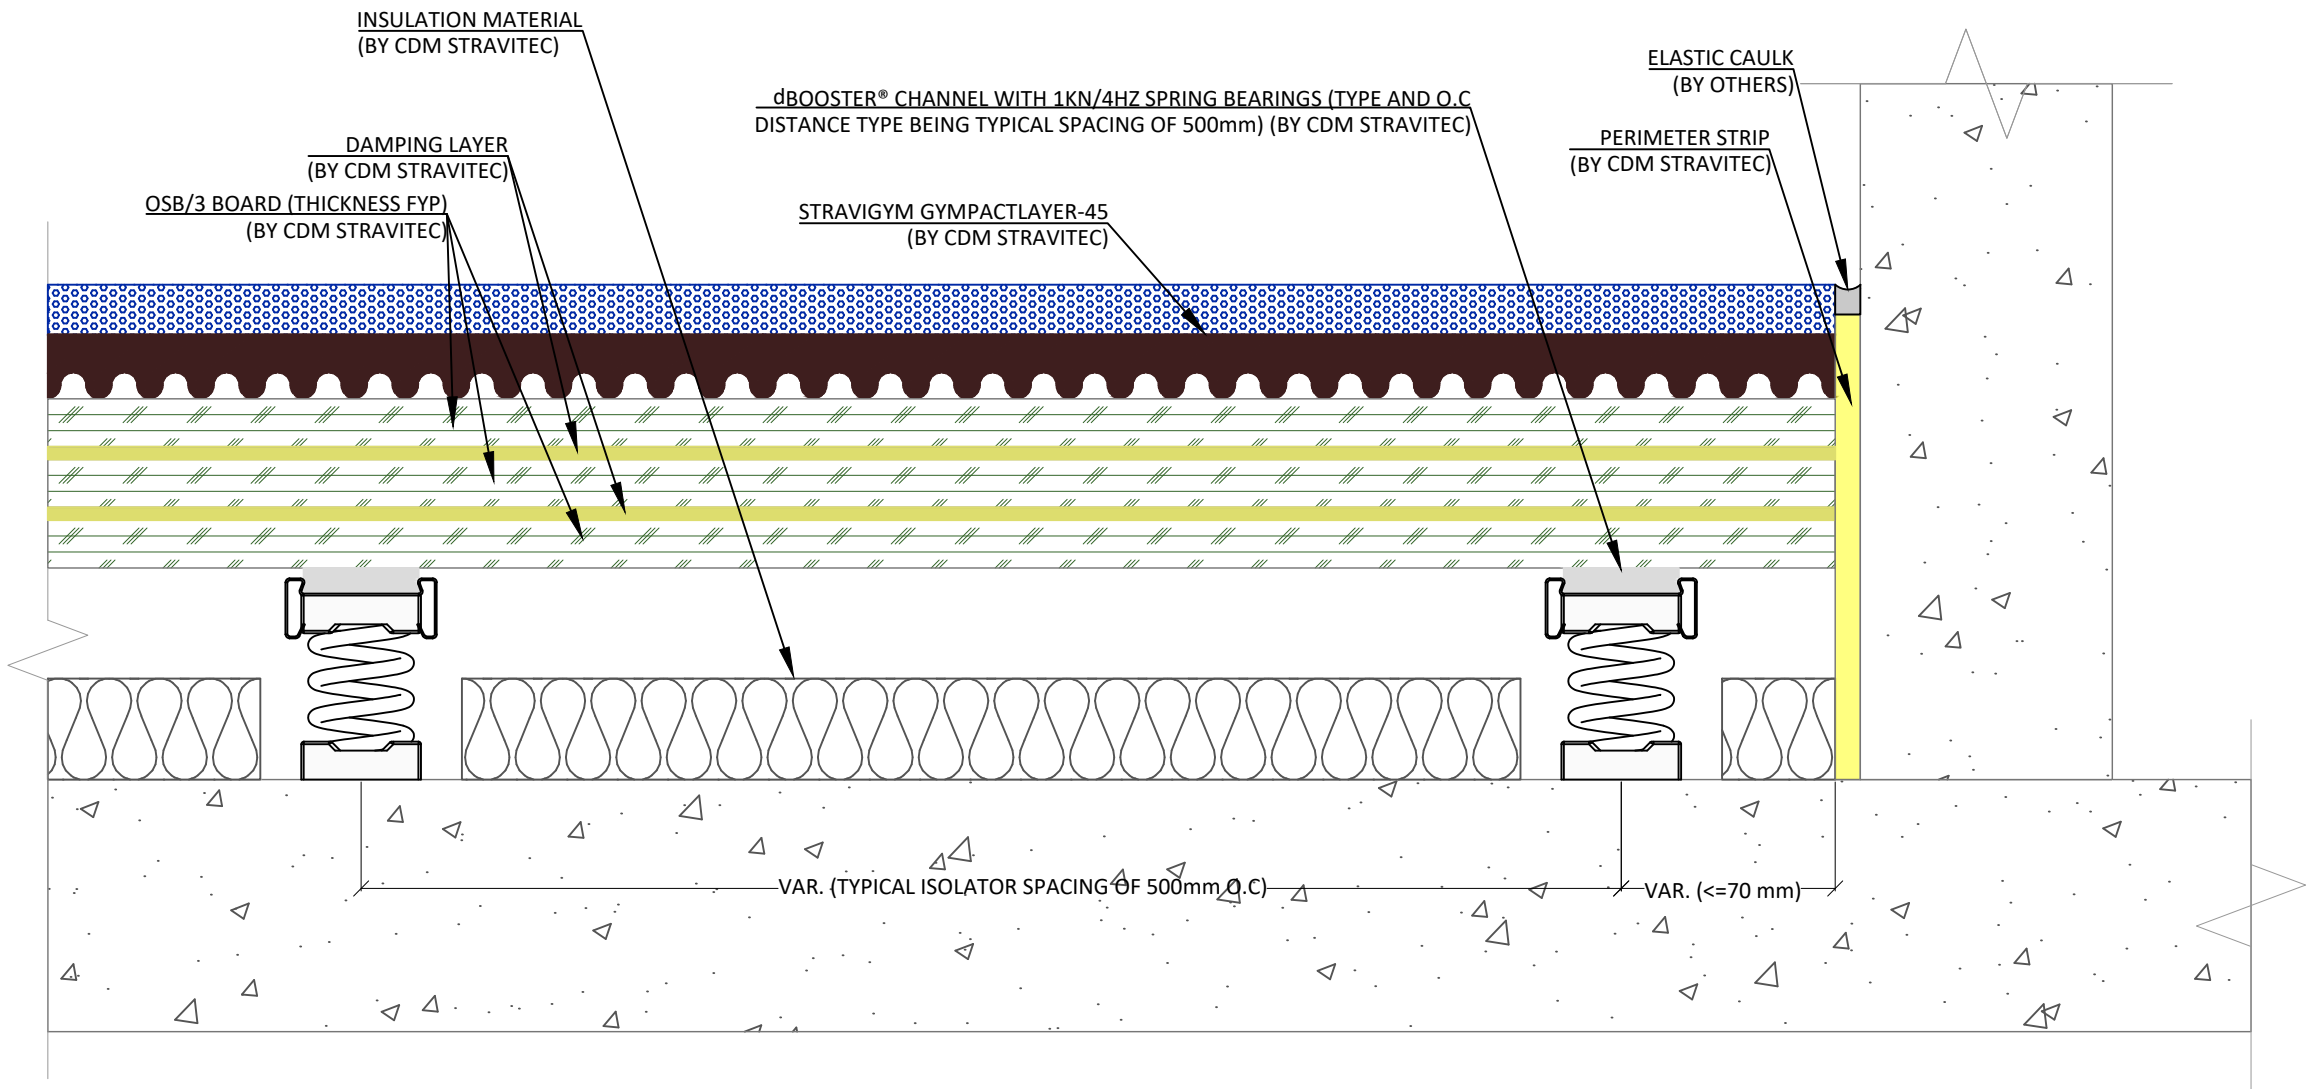 INSULATION MATERIAL
(BY CDM STRAVITEC)
ELASTIC CAULK
(BY OTHERS)
dBOOSTER® CHANNEL WITH 1KN/4HZ SPRING BEARINGS (TYPE AND O.C
DISTANCE TYPE BEING TYPICAL SPACING OF 500mm) (BY CDM STRAVITEC)
DAMPING LAYER
(BY CDM STRAVITEC)
PERIMETER STRIP
(BY CDM STRAVITEC)
OSB/3 BOARD (THICKNESS FYP)
(BY CDM STRAVITEC)
STRAVIGYM GYMPACTLAYER-45
(BY CDM STRAVITEC)
VAR. (TYPICAL ISOLATOR SPACING OF 500mm O.C)
VAR. (<=70 mm)